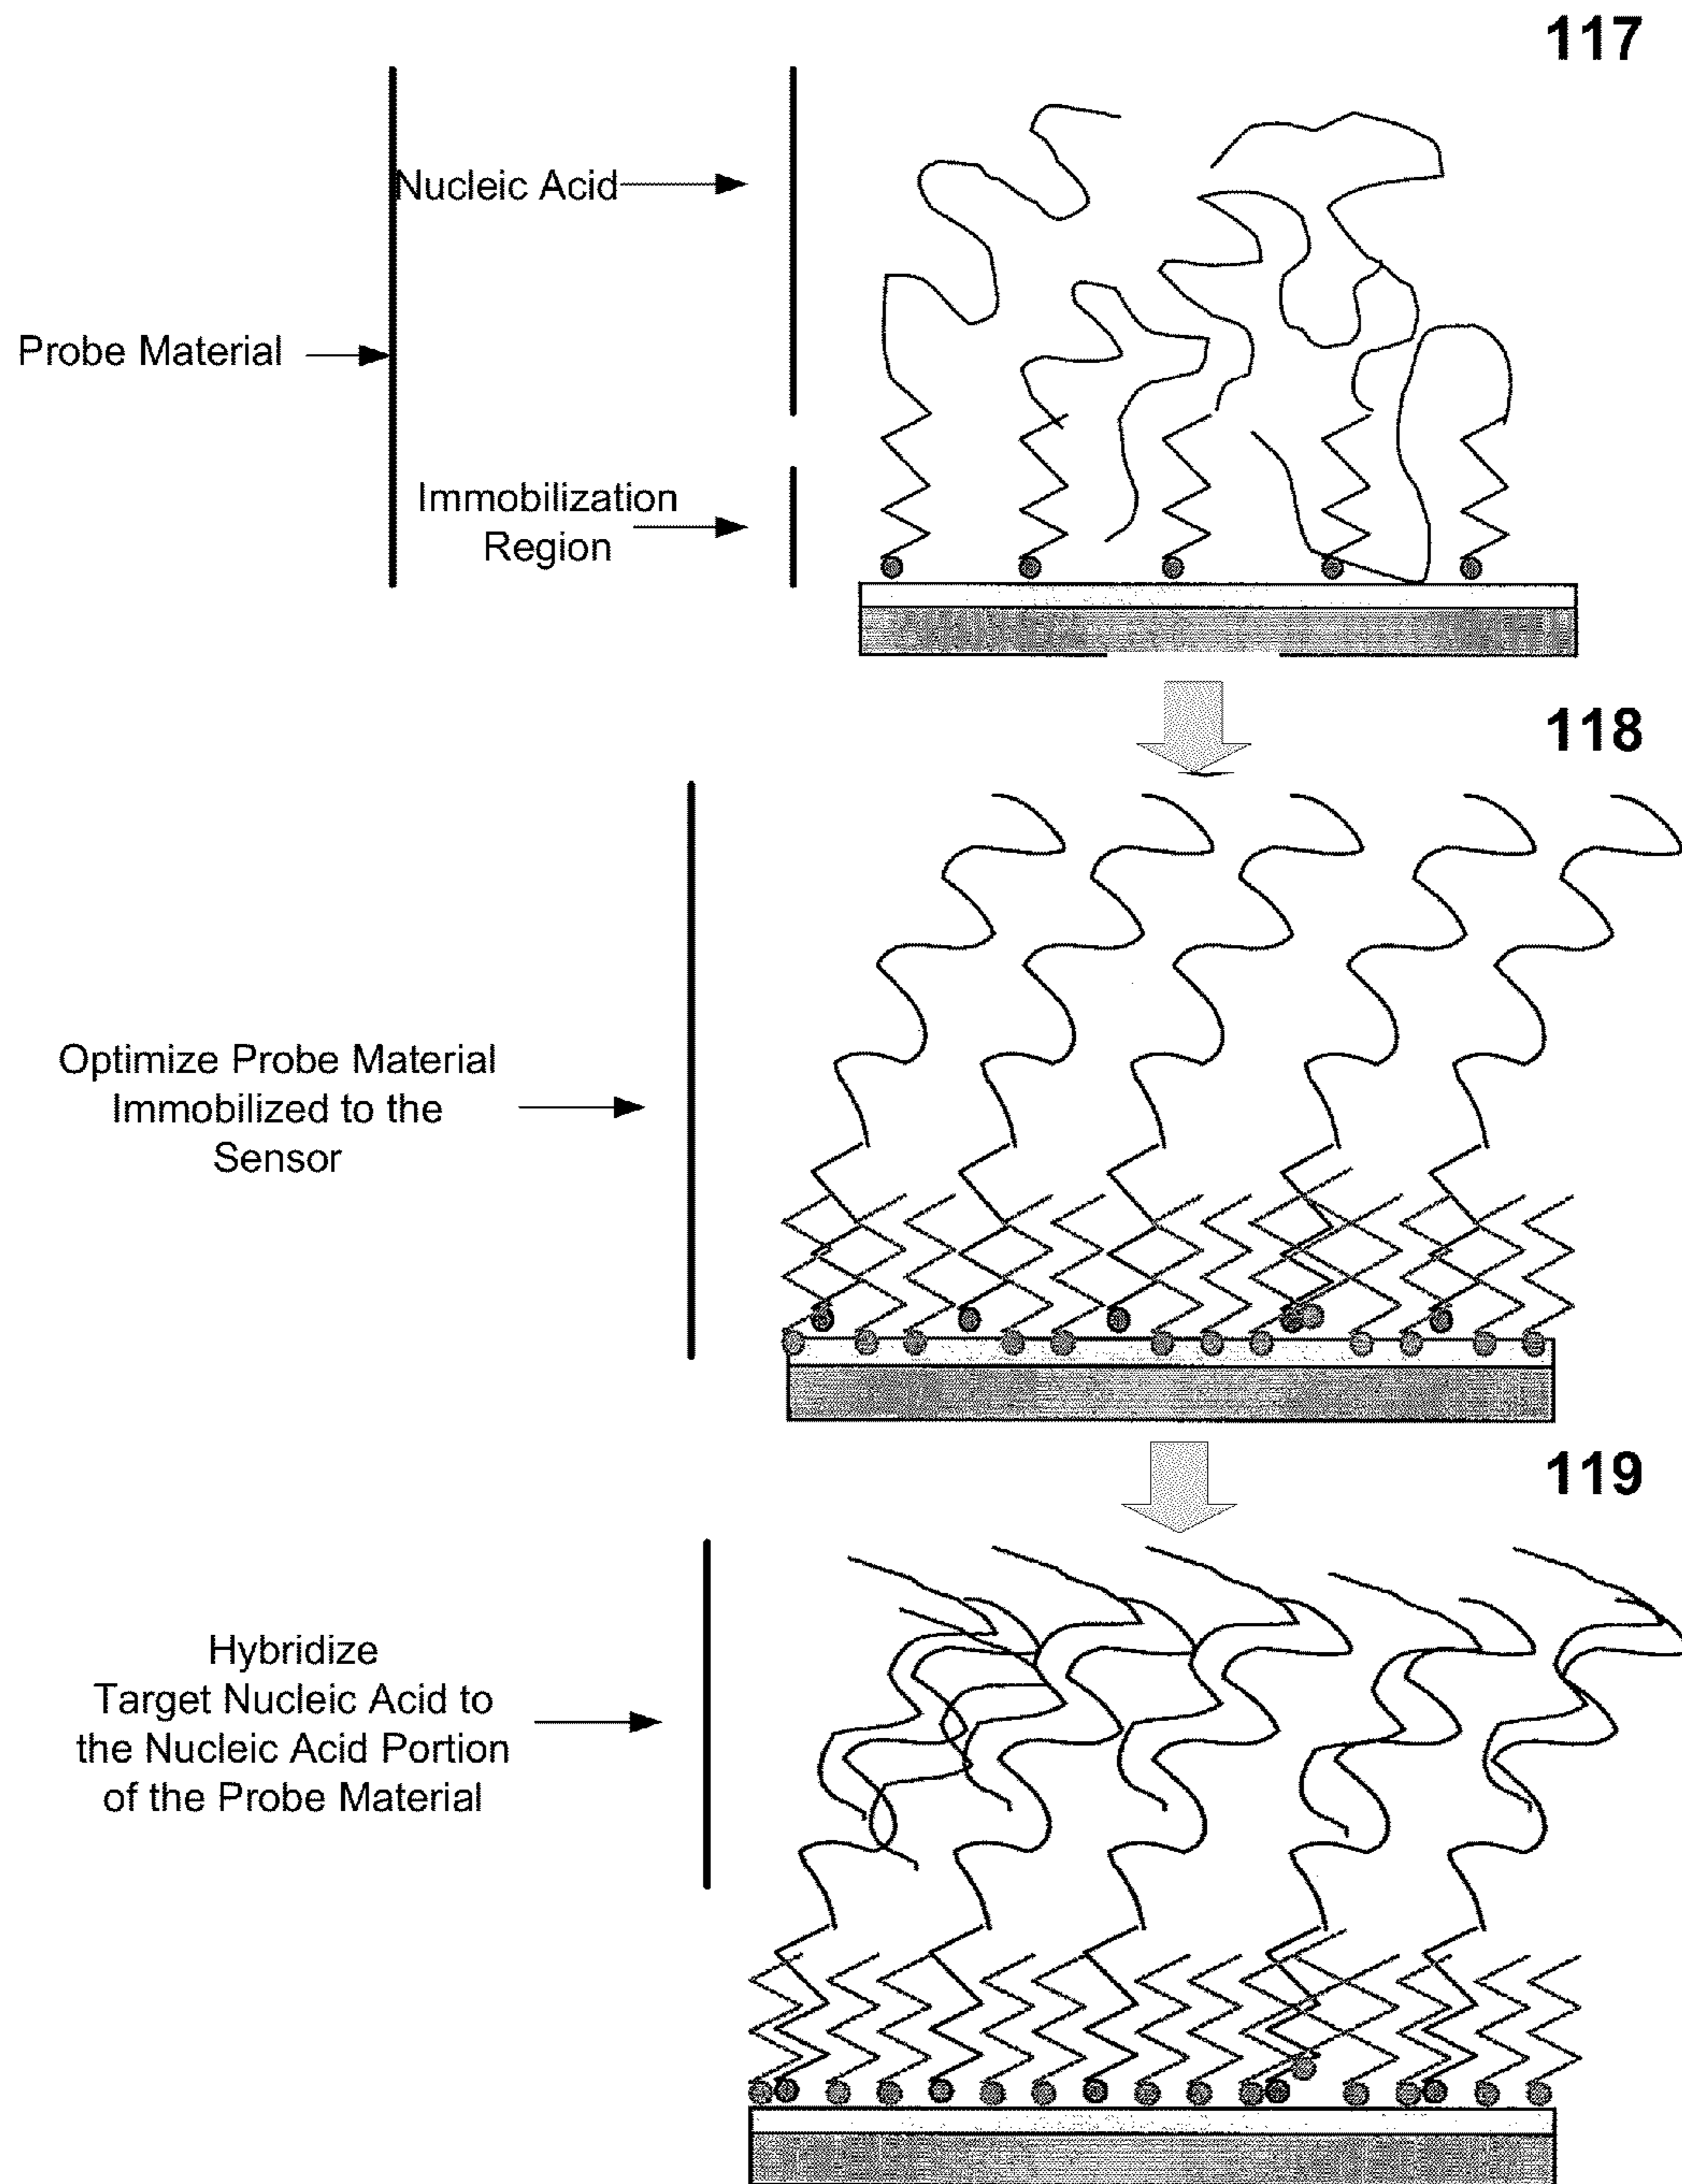 117
Nucleic Acid
Probe Material
Immobilization
Region
118
Optimize Probe Material
Immobilized to the
Sensor
119
Hybridize
Target Nucleic Acid to
the Nucleic Acid Portion
of the Probe Material